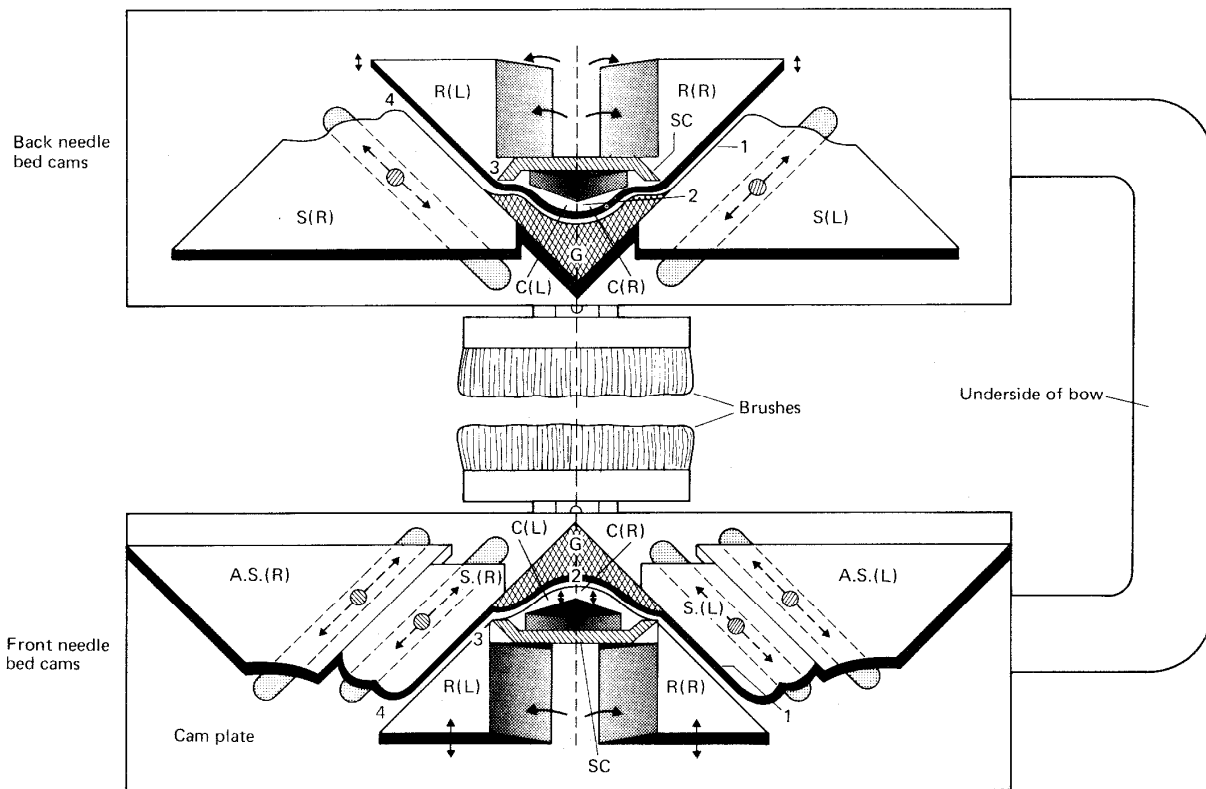 R(L)
R(R)
SC
4
3
1
2
Back needle
bed cams
S(R)
S(L)
G
C(L)
C(R)
Brushes
Underside of bow
C(L)
C(R)
G
A.S.(R)
S.(R)
2
S.(L)
A.S.(L)
3
Front needle
bed cams
R(L)
R(R)
4
1
Cam plate
SC